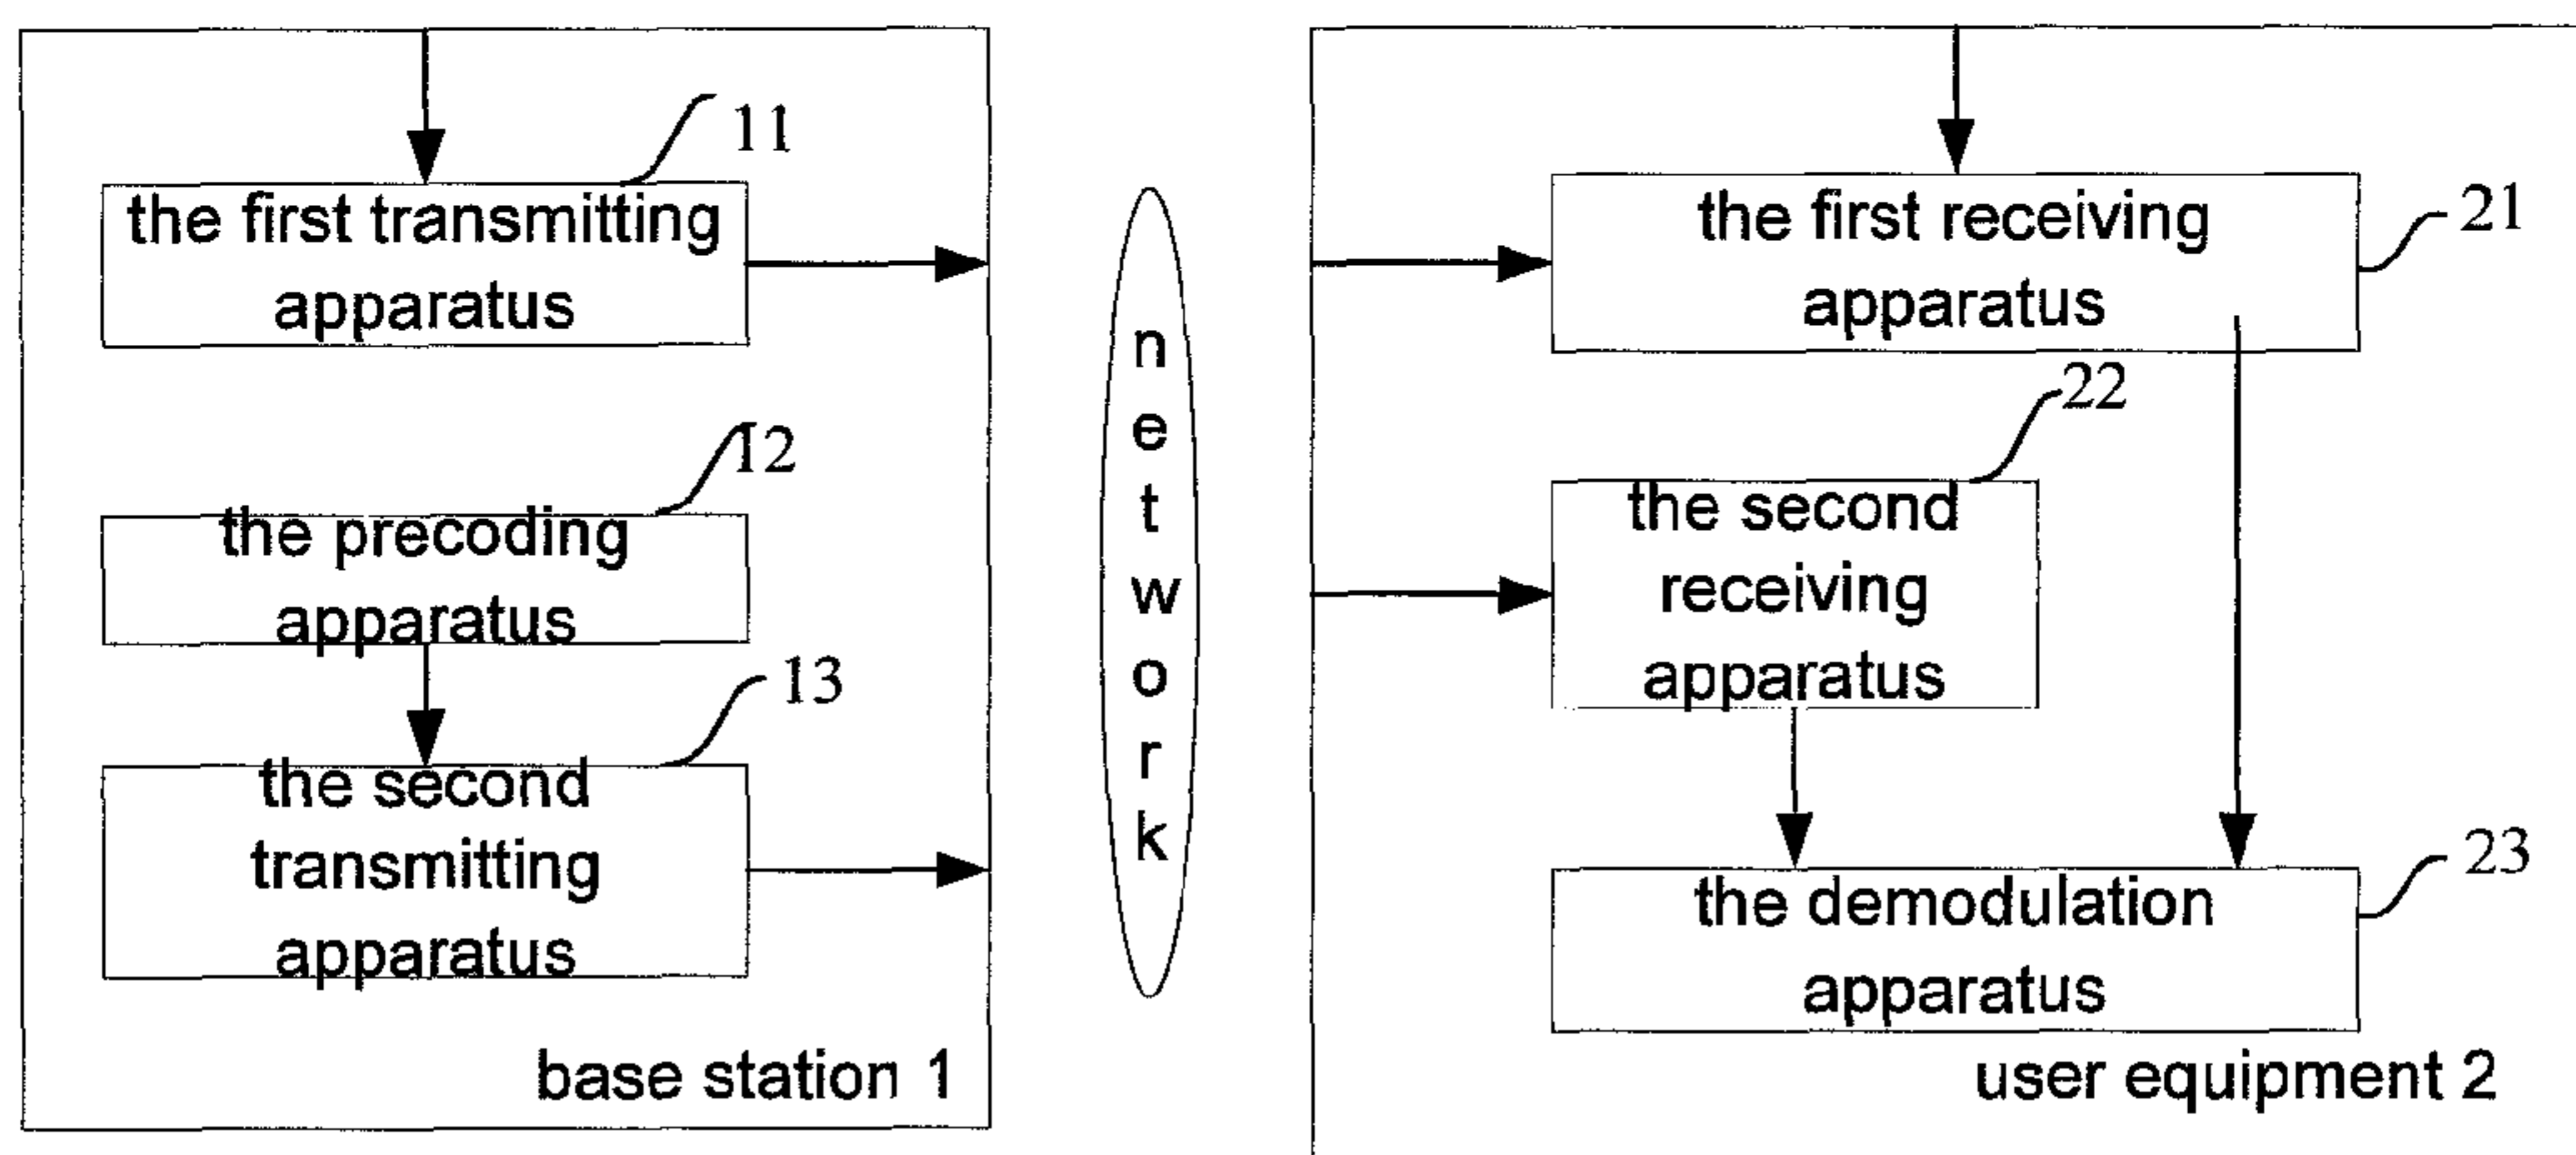 11
the first transmitting
apparatus
12
the precoding
apparatus
13
the second
transmitting
apparatus
base station 1
n
e
t
w
o
r
k
the first receiving
apparatus
21
22
the second
receiving
apparatus
23
the demodulation
apparatus
user equipment 2